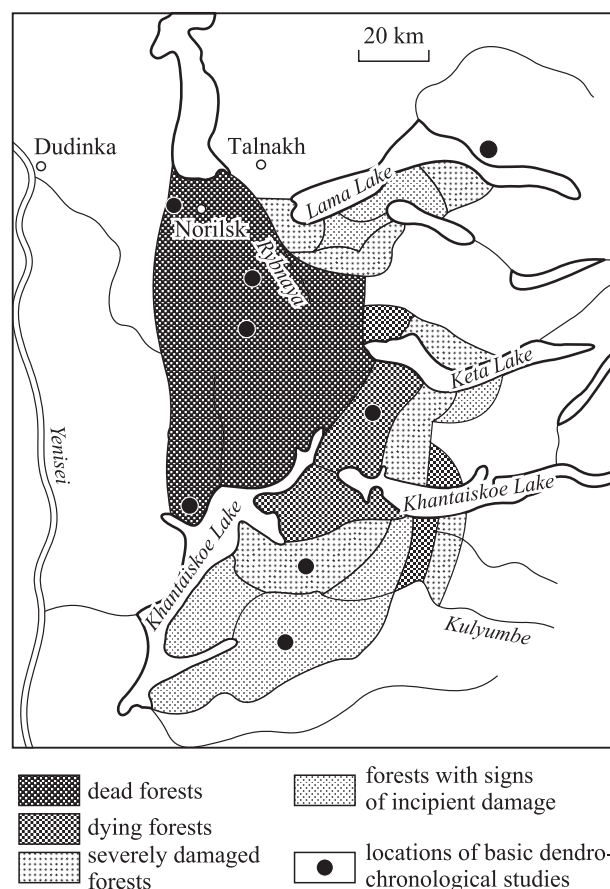 20 km
Dudinka
Talnakh
Lama Lake
Norilsk
Rybnaya
Keta Lake
Yenisei
Khantaiskoe Lake
Khantaiskoe Lake
Kulyumbe
dead forests
dying forests
severely damaged
forests
forests with signs
of incipient damage
locations of basic dendro-
chronological studies